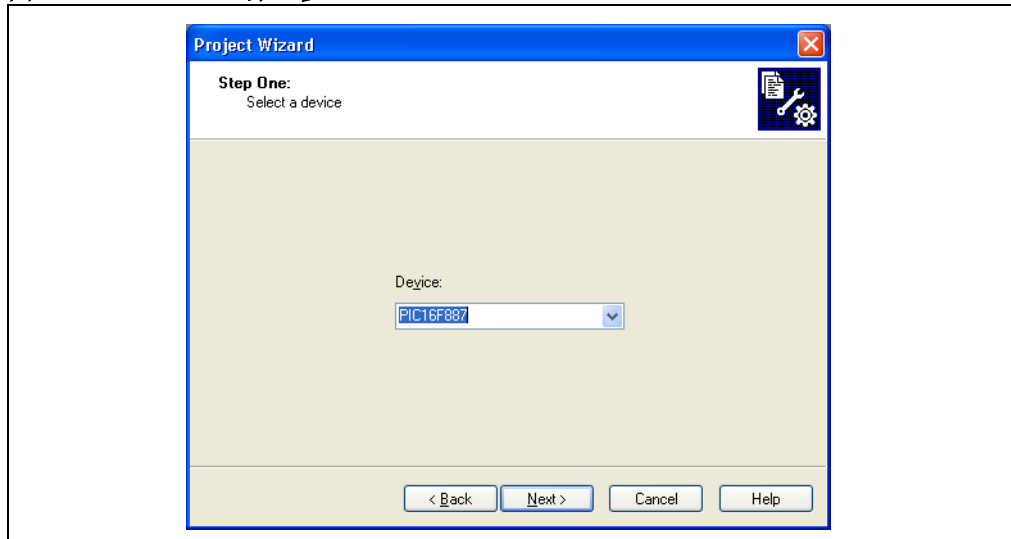 Project Wizard
Step One:
Select a device
Device:
PIC16F887
< Back
Next >
Cancel
Help